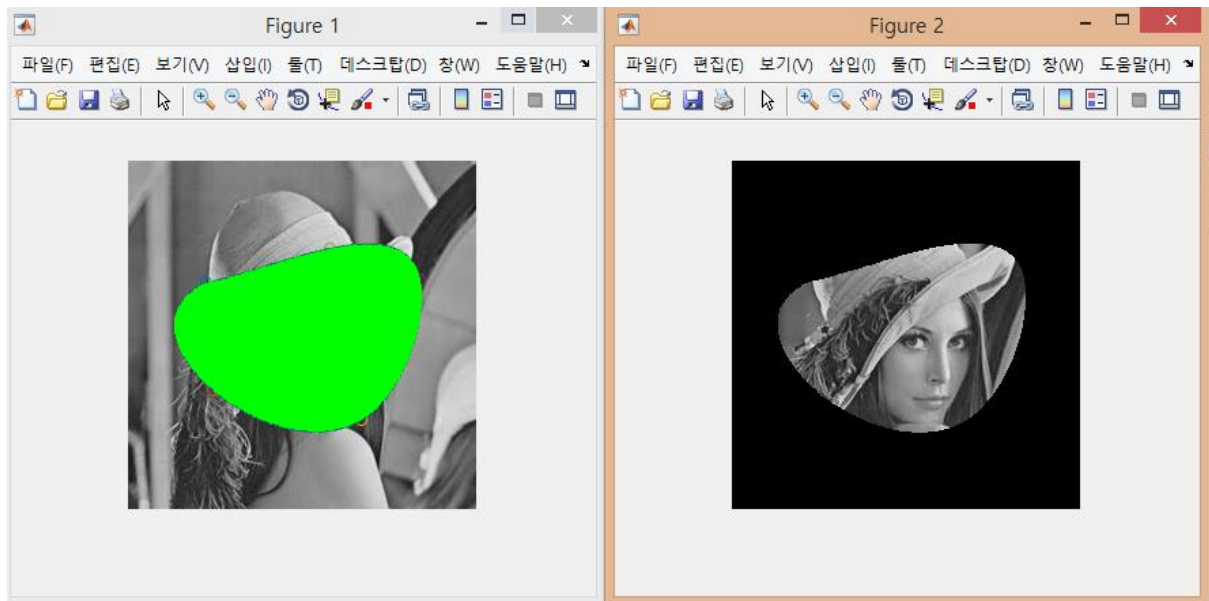 Figure 1
파일(F) 편집(E) 보기(V) 삽입(I) 툴(T) 데스크탑(D) 창(W) 도움말(H)
Figure 2
파일(F) 편집(E) 보기(V) 삽입(I) 툴(T) 데스크탑(D) 창(W) 도움말(H)